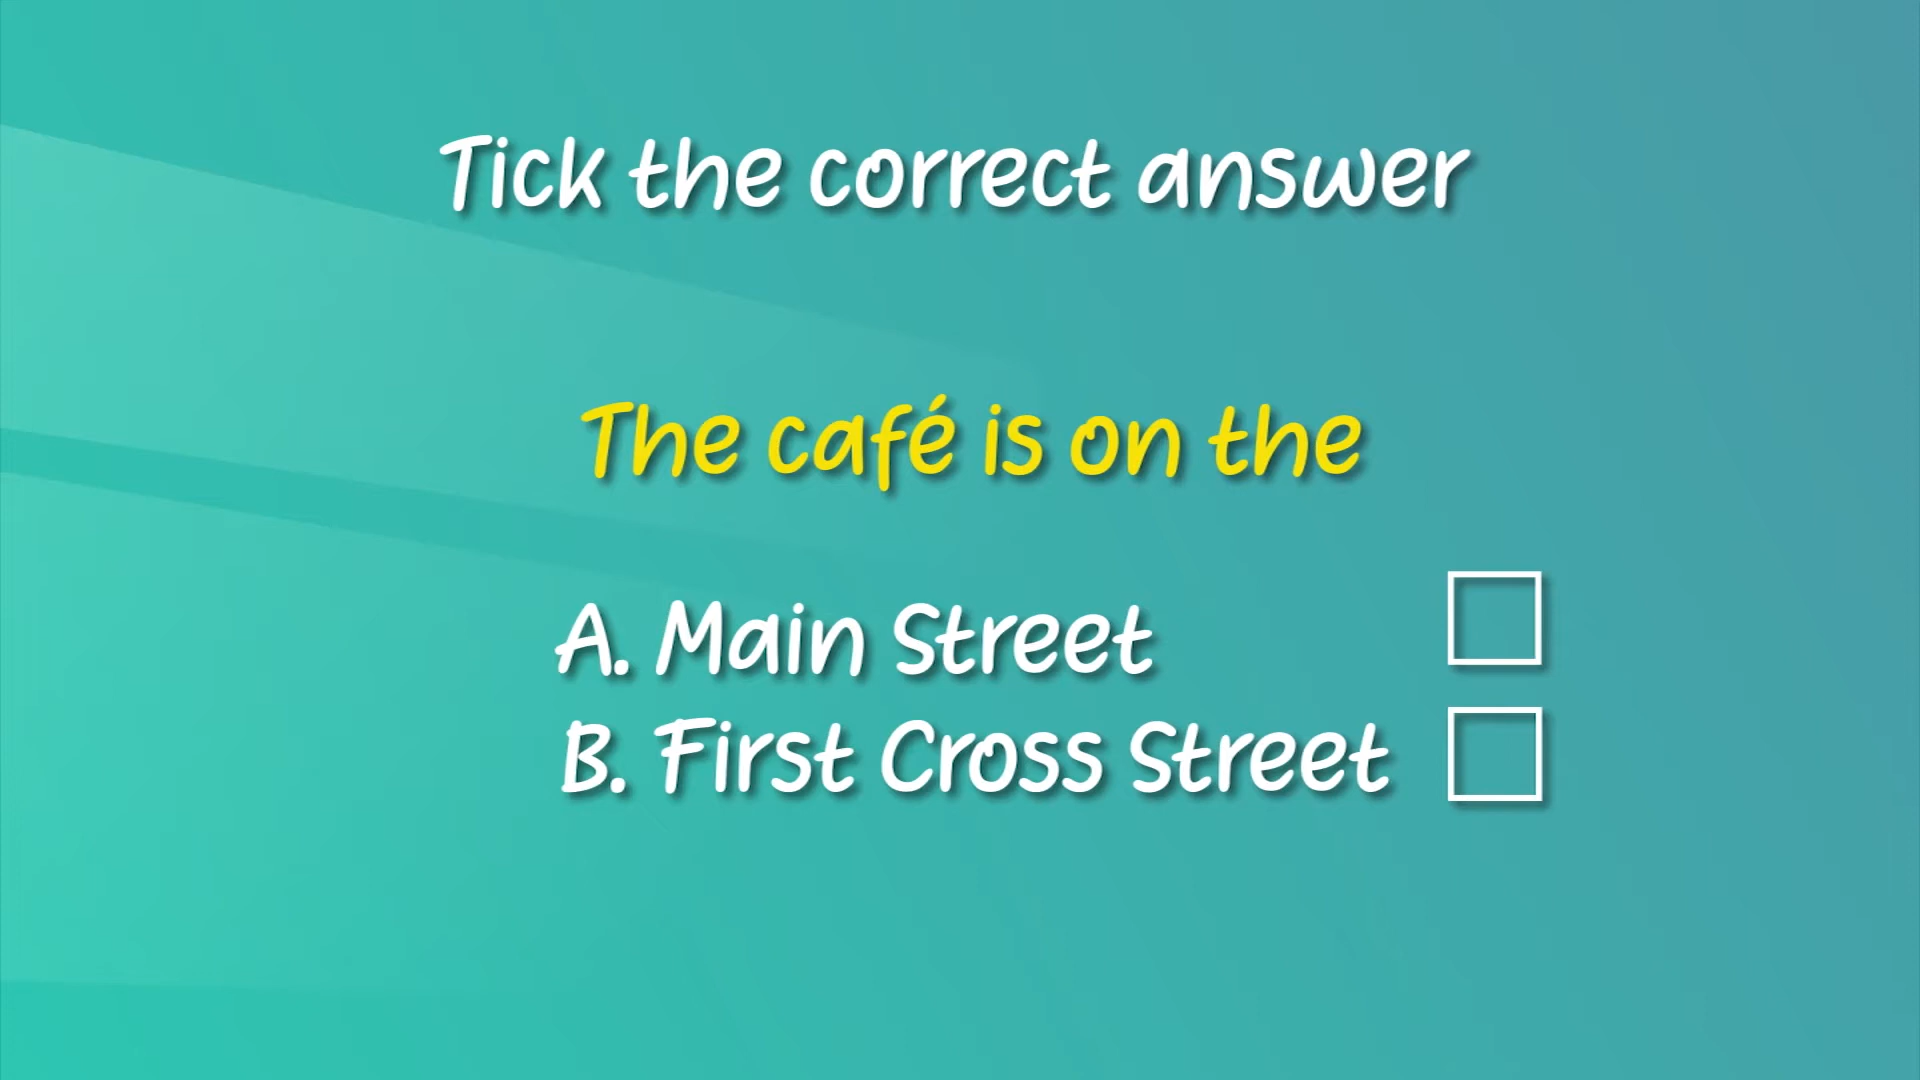 Tick the correct answer
The café is on the
A. Main Street
B. First Cross Street